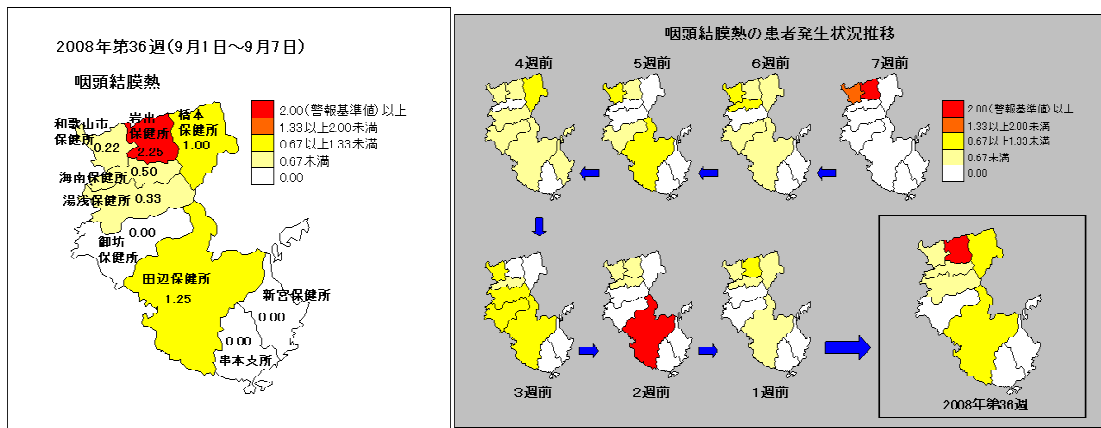 2008年第36週(9月1日～9月7日)
咽頭結膜熱
2.00(警報基準値)以上
1.33以上2.00未満
0.67以上1.33未満
0.67未満
0.00
和歌山市
保健所
0.22
岩出
保健所
2.25
橋本
保健所
1.00
海南保健所
0.50
湯浅保健所
0.33
0.00
御坊
保健所
田辺保健所
1.25
新宮保健所
0.00
0.00
串本支所
咽頭結膜熱の患者発生状況推移
4週前
5週前
6週前
7週前
2.00(警報基準値)以上
1.33以上2.00未満
0.67以上1.33未満
0.67未満
0.00
3週前
2週前
1週前
2008年第36週